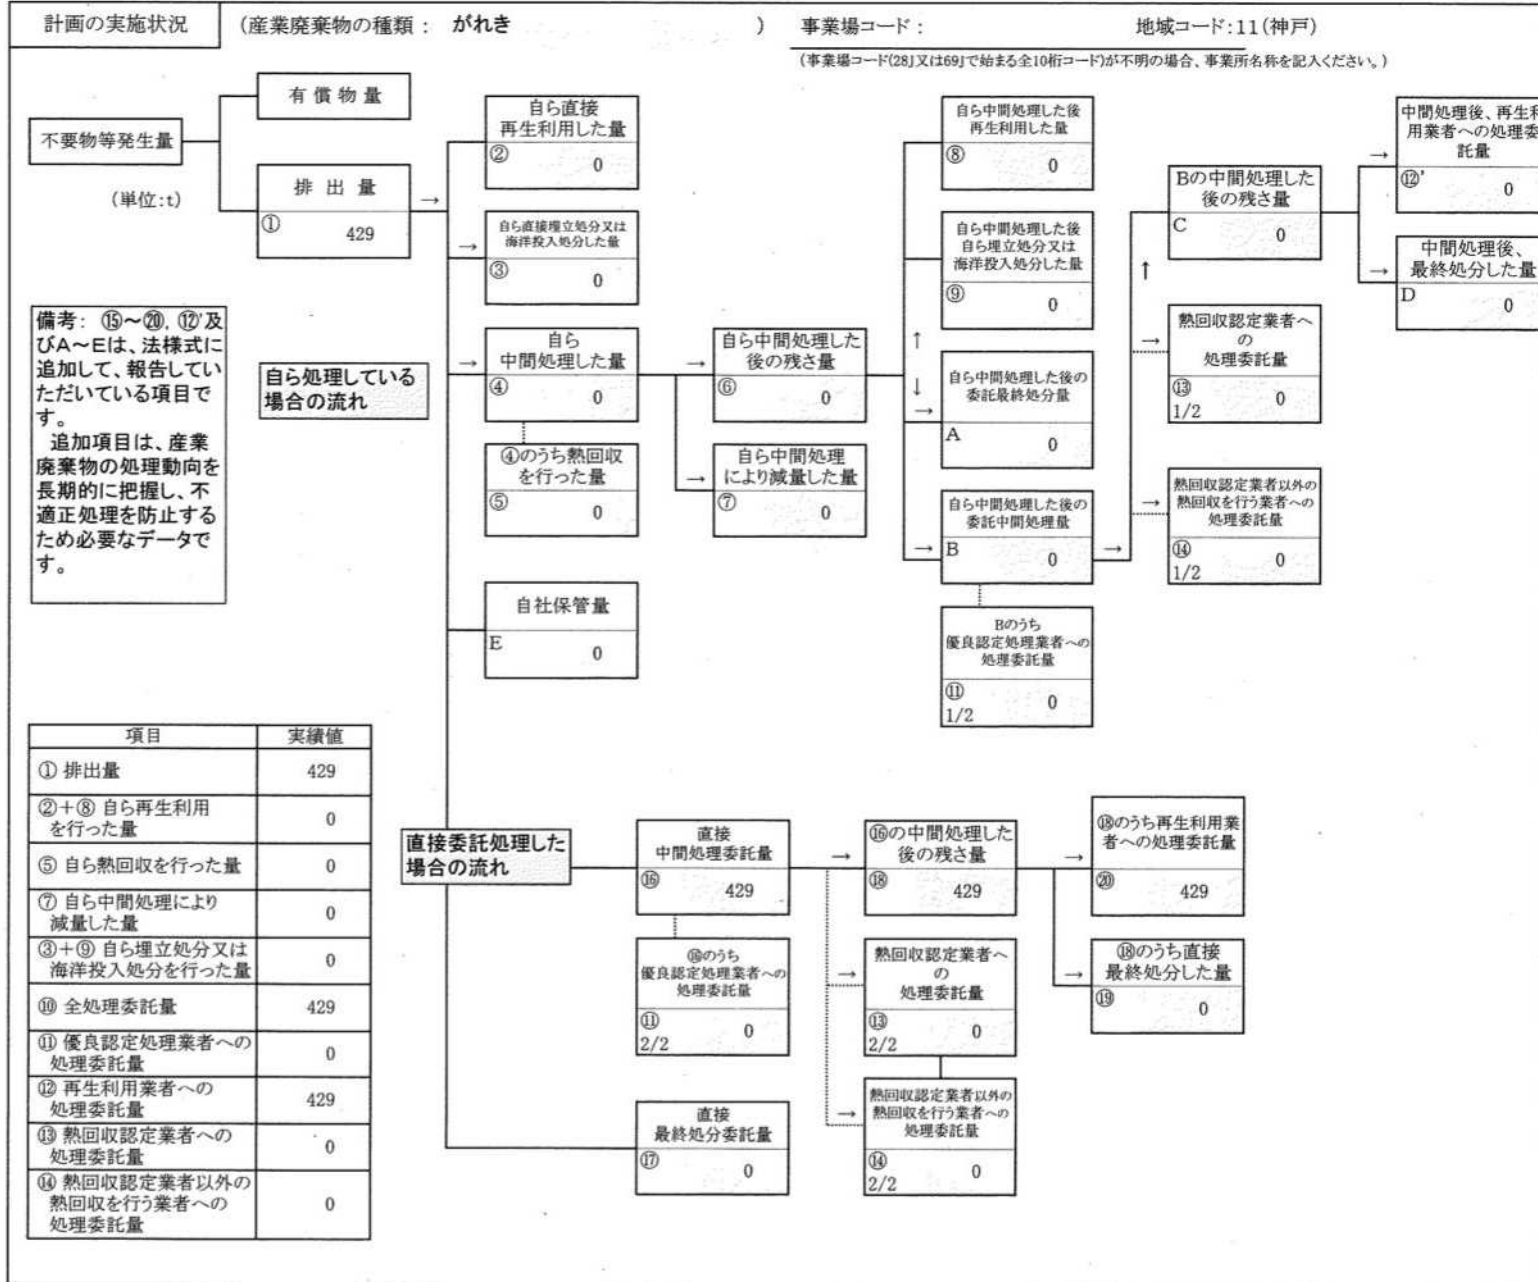 計画の実施状況
(産業廃棄物の種類： がれき )
事業場コード： 地域コード：11(神戸)
(事業場コード(28｣又は69｣で始まる全10桁コード)が不明の場合、事業所名称を記入ください。)
不要物等発生量
(単位：t)
有償物量
排出量
① 429
自ら直接
再生利用した量
② 0
自ら直接埋立処分又は
海洋投入処分した量
③ 0
自ら
中間処理した量
④ 0
④のうち熱回収
を行った量
⑤ 0
自社保管量
E 0
自ら中間処理した
後の残さ量
⑥ 0
自ら中間処理
により減量した量
⑦ 0
自ら中間処理した後
再生利用した量
⑧ 0
自ら中間処理した後
自ら埋立処分又は
海洋投入処分した量
⑨ 0
自ら中間処理した後の
委託最終処分量
A 0
自ら中間処理した後の
委託中間処理量
B 0
Bのうち
優良認定処理業者への
処理委託量
⑪ 0
1/2
Bの中間処理した
後の残さ量
C 0
熱回収認定業者へ
の
処理委託量
⑬ 0
1/2
熱回収認定業者以外の
熱回収を行う業者への
処理委託量
⑭ 0
1/2
中間処理後、再生利
用業者への処理委
託量
⑫' 0
中間処理後、
最終処分した量
D 0
備考： ⑮～⑳, ⑫'及
びA～Eは、法様式に
追加して、報告してい
ただいている項目で
す。
追加項目は、産業
廃棄物の処理動向を
長期的に把握し、不
適正処理を防止する
ため必要なデータで
す。
自ら処理している
場合の流れ
項目 実績値
① 排出量 429
②＋⑧ 自ら再生利用
を行った量 0
⑤ 自ら熱回収を行った量 0
⑦ 自ら中間処理により
減量した量 0
③＋⑨ 自ら埋立処分又は
海洋投入処分を行った量 0
⑩ 全処理委託量 429
⑪ 優良認定処理業者への
処理委託量 0
⑫ 再生利用業者への
処理委託量 429
⑬ 熱回収認定業者への
処理委託量 0
⑭ 熱回収認定業者以外の
熱回収を行う業者への
処理委託量 0
直接委託処理した
場合の流れ
直接
中間処理委託量
⑯ 429
⑯のうち
優良認定処理業者への
処理委託量
⑪ 0
2/2
直接
最終処分委託量
⑰ 0
⑯の中間処理した
後の残さ量
⑱ 429
熱回収認定業者へ
の
処理委託量
⑬ 0
2/2
熱回収認定業者以外の
熱回収を行う業者への
処理委託量
⑭ 0
2/2
⑱のうち再生利用業
者への処理委託量
⑳ 429
⑱のうち直接
最終処分した量
⑲ 0